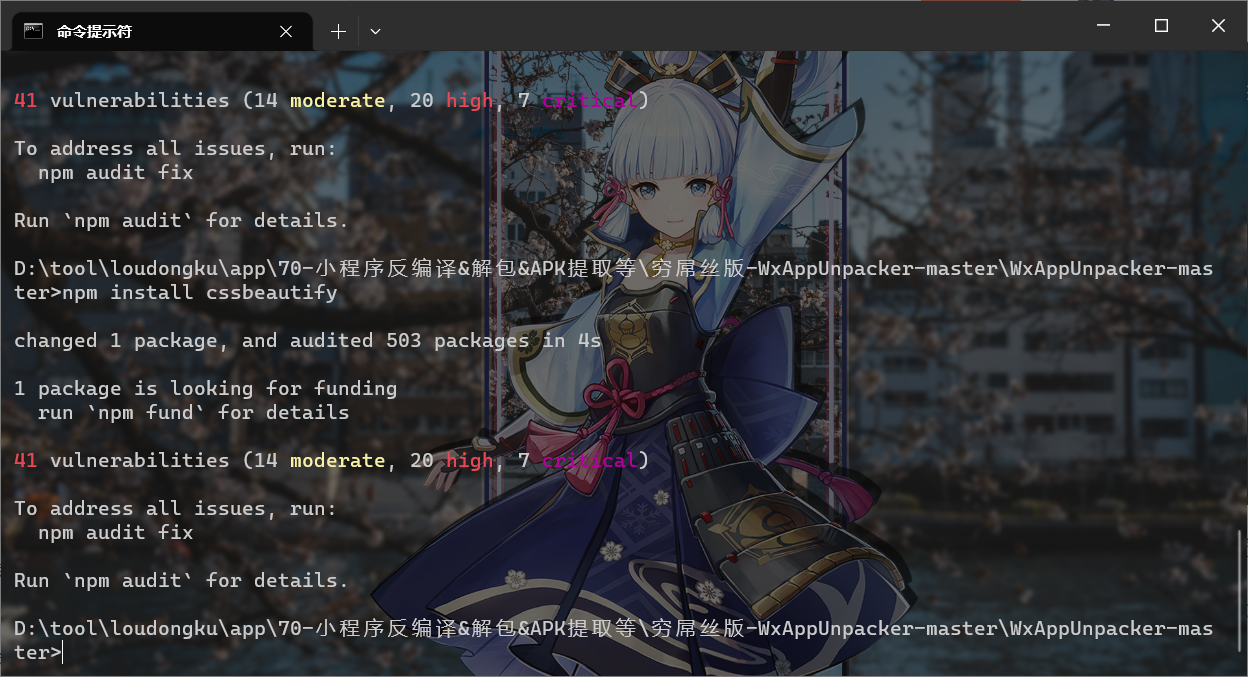 命令提示符
41 vulnerabilities (14 moderate, 20 high, 7 critical)
To address all issues, run:
npm audit fix
Run `npm audit` for details.
D:\tool\loudongku\app\70-小程序反编译&解包&APK提取等\穷屌丝版-WxAppUnpacker-master\WxAppUnpacker-mas
ter>npm install cssbeautify
changed 1 package, and audited 503 packages in 4s
1 package is looking for funding
run `npm fund` for details
41 vulnerabilities (14 moderate, 20 high, 7 critical)
To address all issues, run:
npm audit fix
Run `npm audit` for details.
D:\tool\loudongku\app\70-小程序反编译&解包&APK提取等\穷屌丝版-WxAppUnpacker-master\WxAppUnpacker-mas
ter>